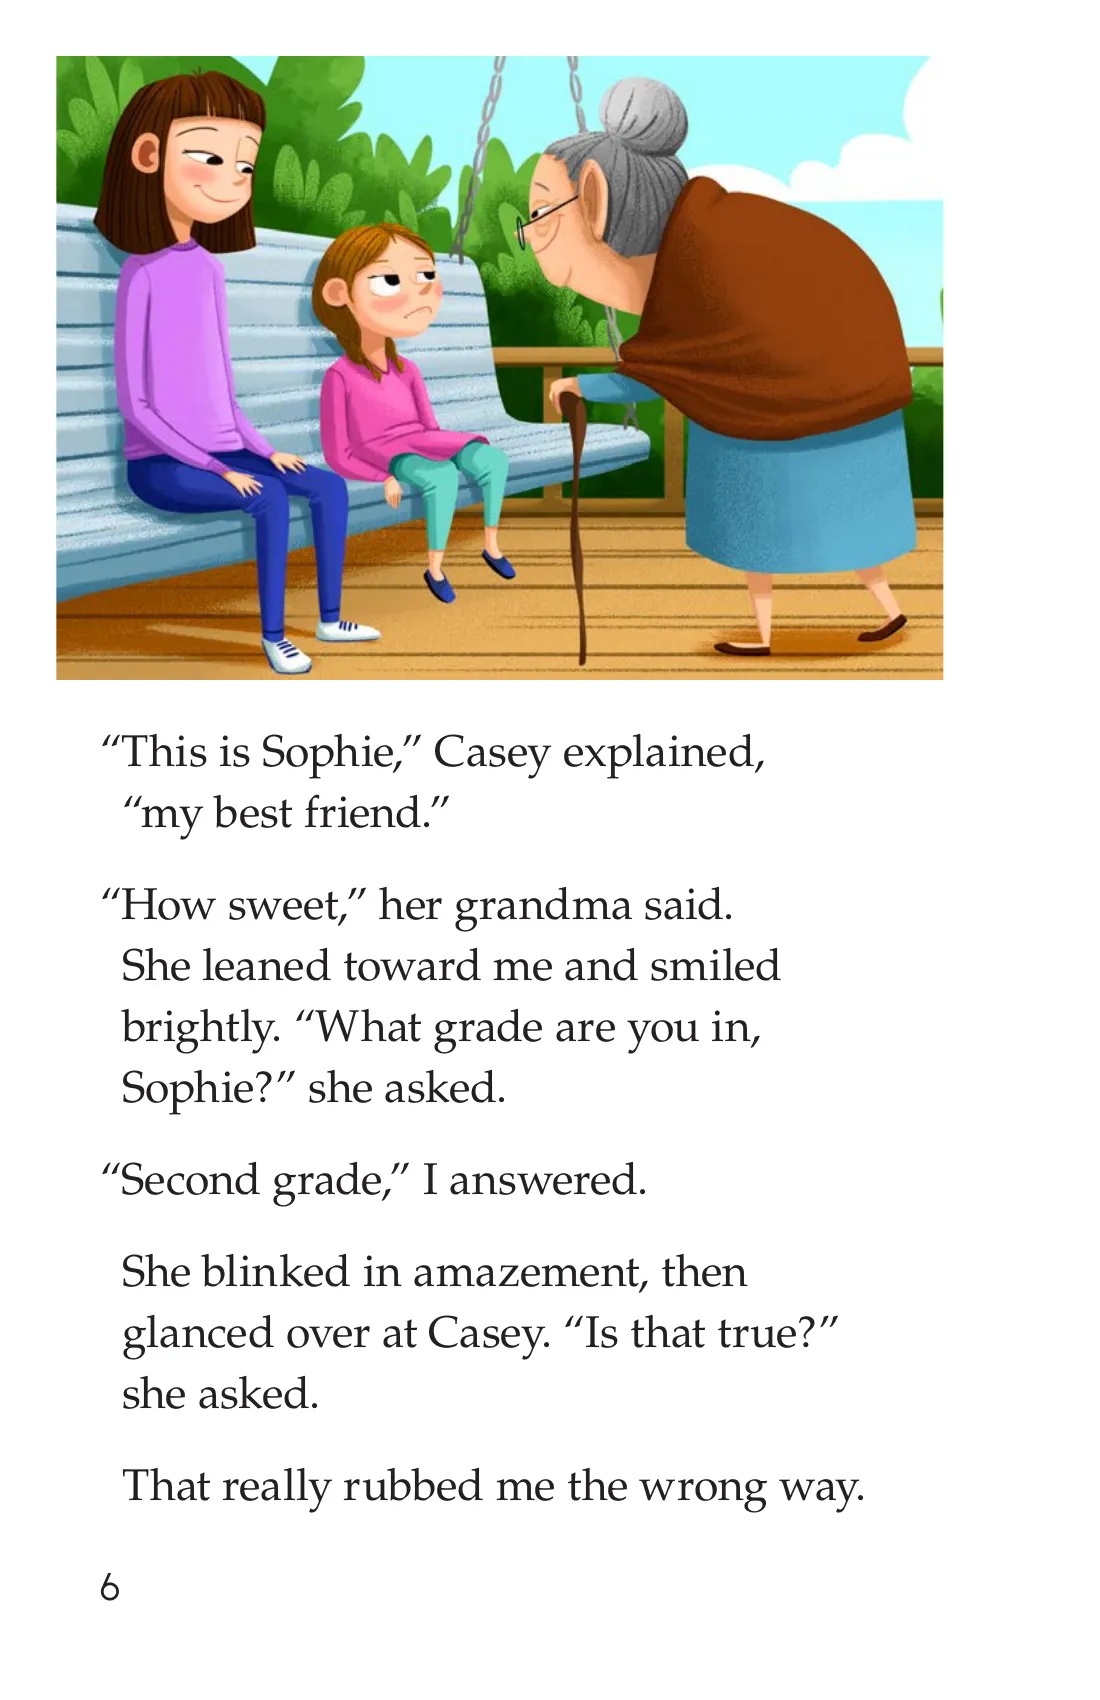 “This is Sophie,” Casey explained,
“my best friend.”
“How sweet,” her grandma said.
She leaned toward me and smiled
brightly. “What grade are you in,
Sophie?” she asked.
“Second grade,” I answered.
She blinked in amazement, then
glanced over at Casey. “Is that true?”
she asked.
That really rubbed me the wrong way.
6